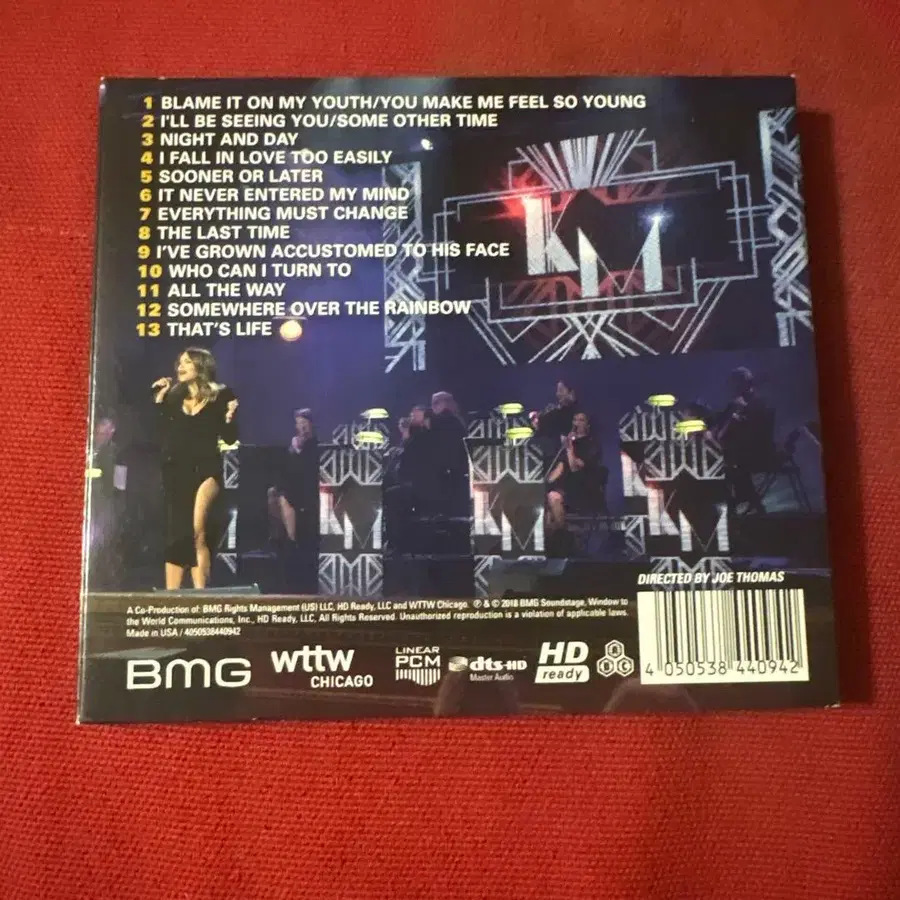 1 BLAME IT ON MY YOUTH/YOU MAKE ME FEEL SO YOUNG
2 I'LL BE SEEING YOU/SOME OTHER TIME
3 NIGHT AND DAY
4 I FALL IN LOVE TOO EASILY
5 SOONER OR LATER
6 IT NEVER ENTERED MY MIND
7 EVERYTHING MUST CHANGE
8 THE LAST TIME
9 I'VE GROWN ACCUSTOMED TO HIS FACE
10 WHO CAN I TURN TO
11 ALL THE WAY
12 SOMEWHERE OVER THE RAINBOW
13 THAT'S LIFE
KM
KM
KM
KM
DIRECTED BY JOE THOMAS
A Co-Production of: BMG Rights Management (US) LLC, HD Ready, LLC and WTTW Chicago. ℗ & © 2018 BMG Soundstage, Window to
the World Communications, Inc., HD Ready, LLC, All Rights Reserved. Unauthorized reproduction is a violation of applicable laws.
Made in USA / 4050538440942
BMG
wttw
CHICAGO
LINEAR
PCM
dts-HD
Master Audio
HD
ready
4 050538 440942